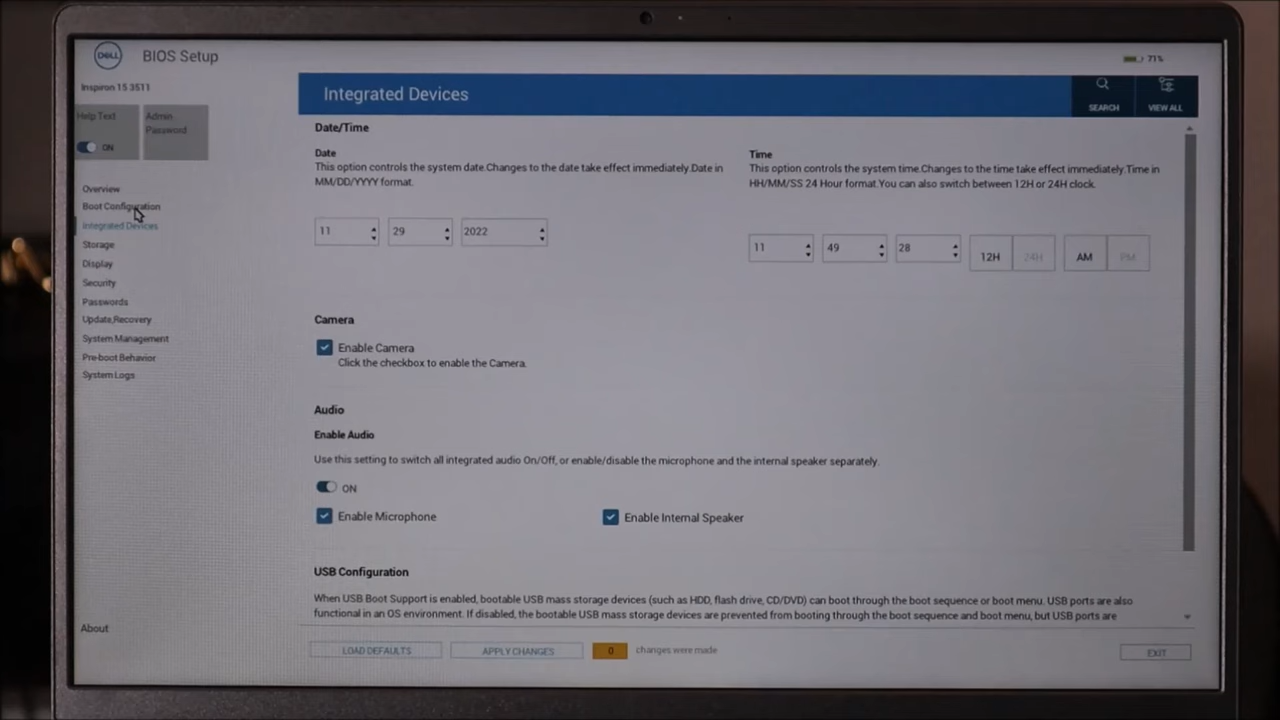 DELL
BIOS Setup
71%
Inspiron 15 3511
Help Text
ON
Admin
Password
Overview
Boot Configuration
Integrated Devices
Storage
Display
Security
Passwords
Update,Recovery
System Management
Pre-boot Behavior
System Logs
About
Integrated Devices
SEARCH
VIEW ALL
Date/Time
Date
This option controls the system date.Changes to the date take effect immediately.Date in
MM/DD/YYYY format.
11
29
2022
Time
This option controls the system time.Changes to the time take effect immediately.Time in
HH/MM/SS 24 Hour format.You can also switch between 12H or 24H clock.
11
49
28
12H
24H
AM
PM
Camera
Enable Camera
Click the checkbox to enable the Camera.
Audio
Enable Audio
Use this setting to switch all integrated audio On/Off, or enable/disable the microphone and the internal speaker separately.
ON
Enable Microphone
Enable Internal Speaker
USB Configuration
When USB Boot Support is enabled, bootable USB mass storage devices (such as HDD, flash drive, CD/DVD) can boot through the boot sequence or boot menu. USB ports are also
functional in an OS environment. If disabled, the bootable USB mass storage devices are prevented from booting through the boot sequence and boot menu, but USB ports are
LOAD DEFAULTS
APPLY CHANGES
0
changes were made
EXIT